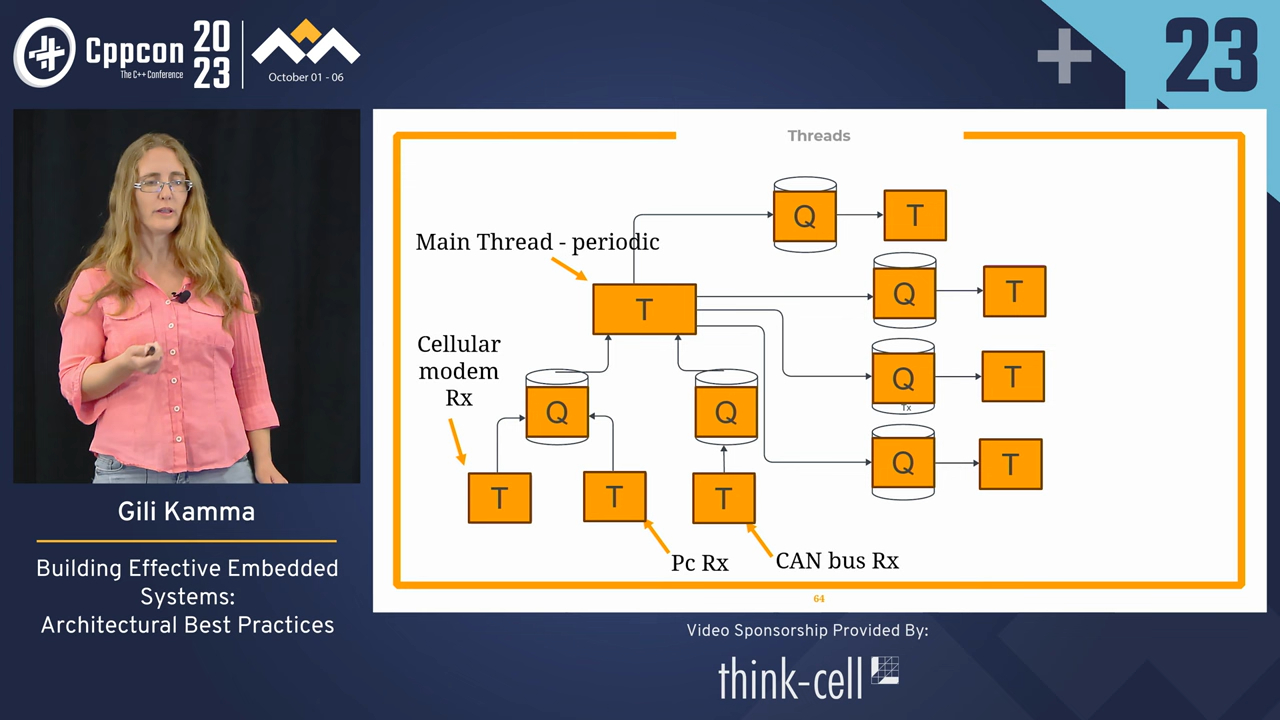 Cppcon
The C++ Conference
20
23
October 01 - 06
23
Threads
Q
T
Main Thread - periodic
T
Q
T
Cellular
modem
Rx
Q
Tx
T
Q
Q
Q
T
T
T
T
Pc Rx
CAN bus Rx
64
Gili Kamma
Building Effective Embedded
Systems:
Architectural Best Practices
Video Sponsorship Provided By:
think-cell